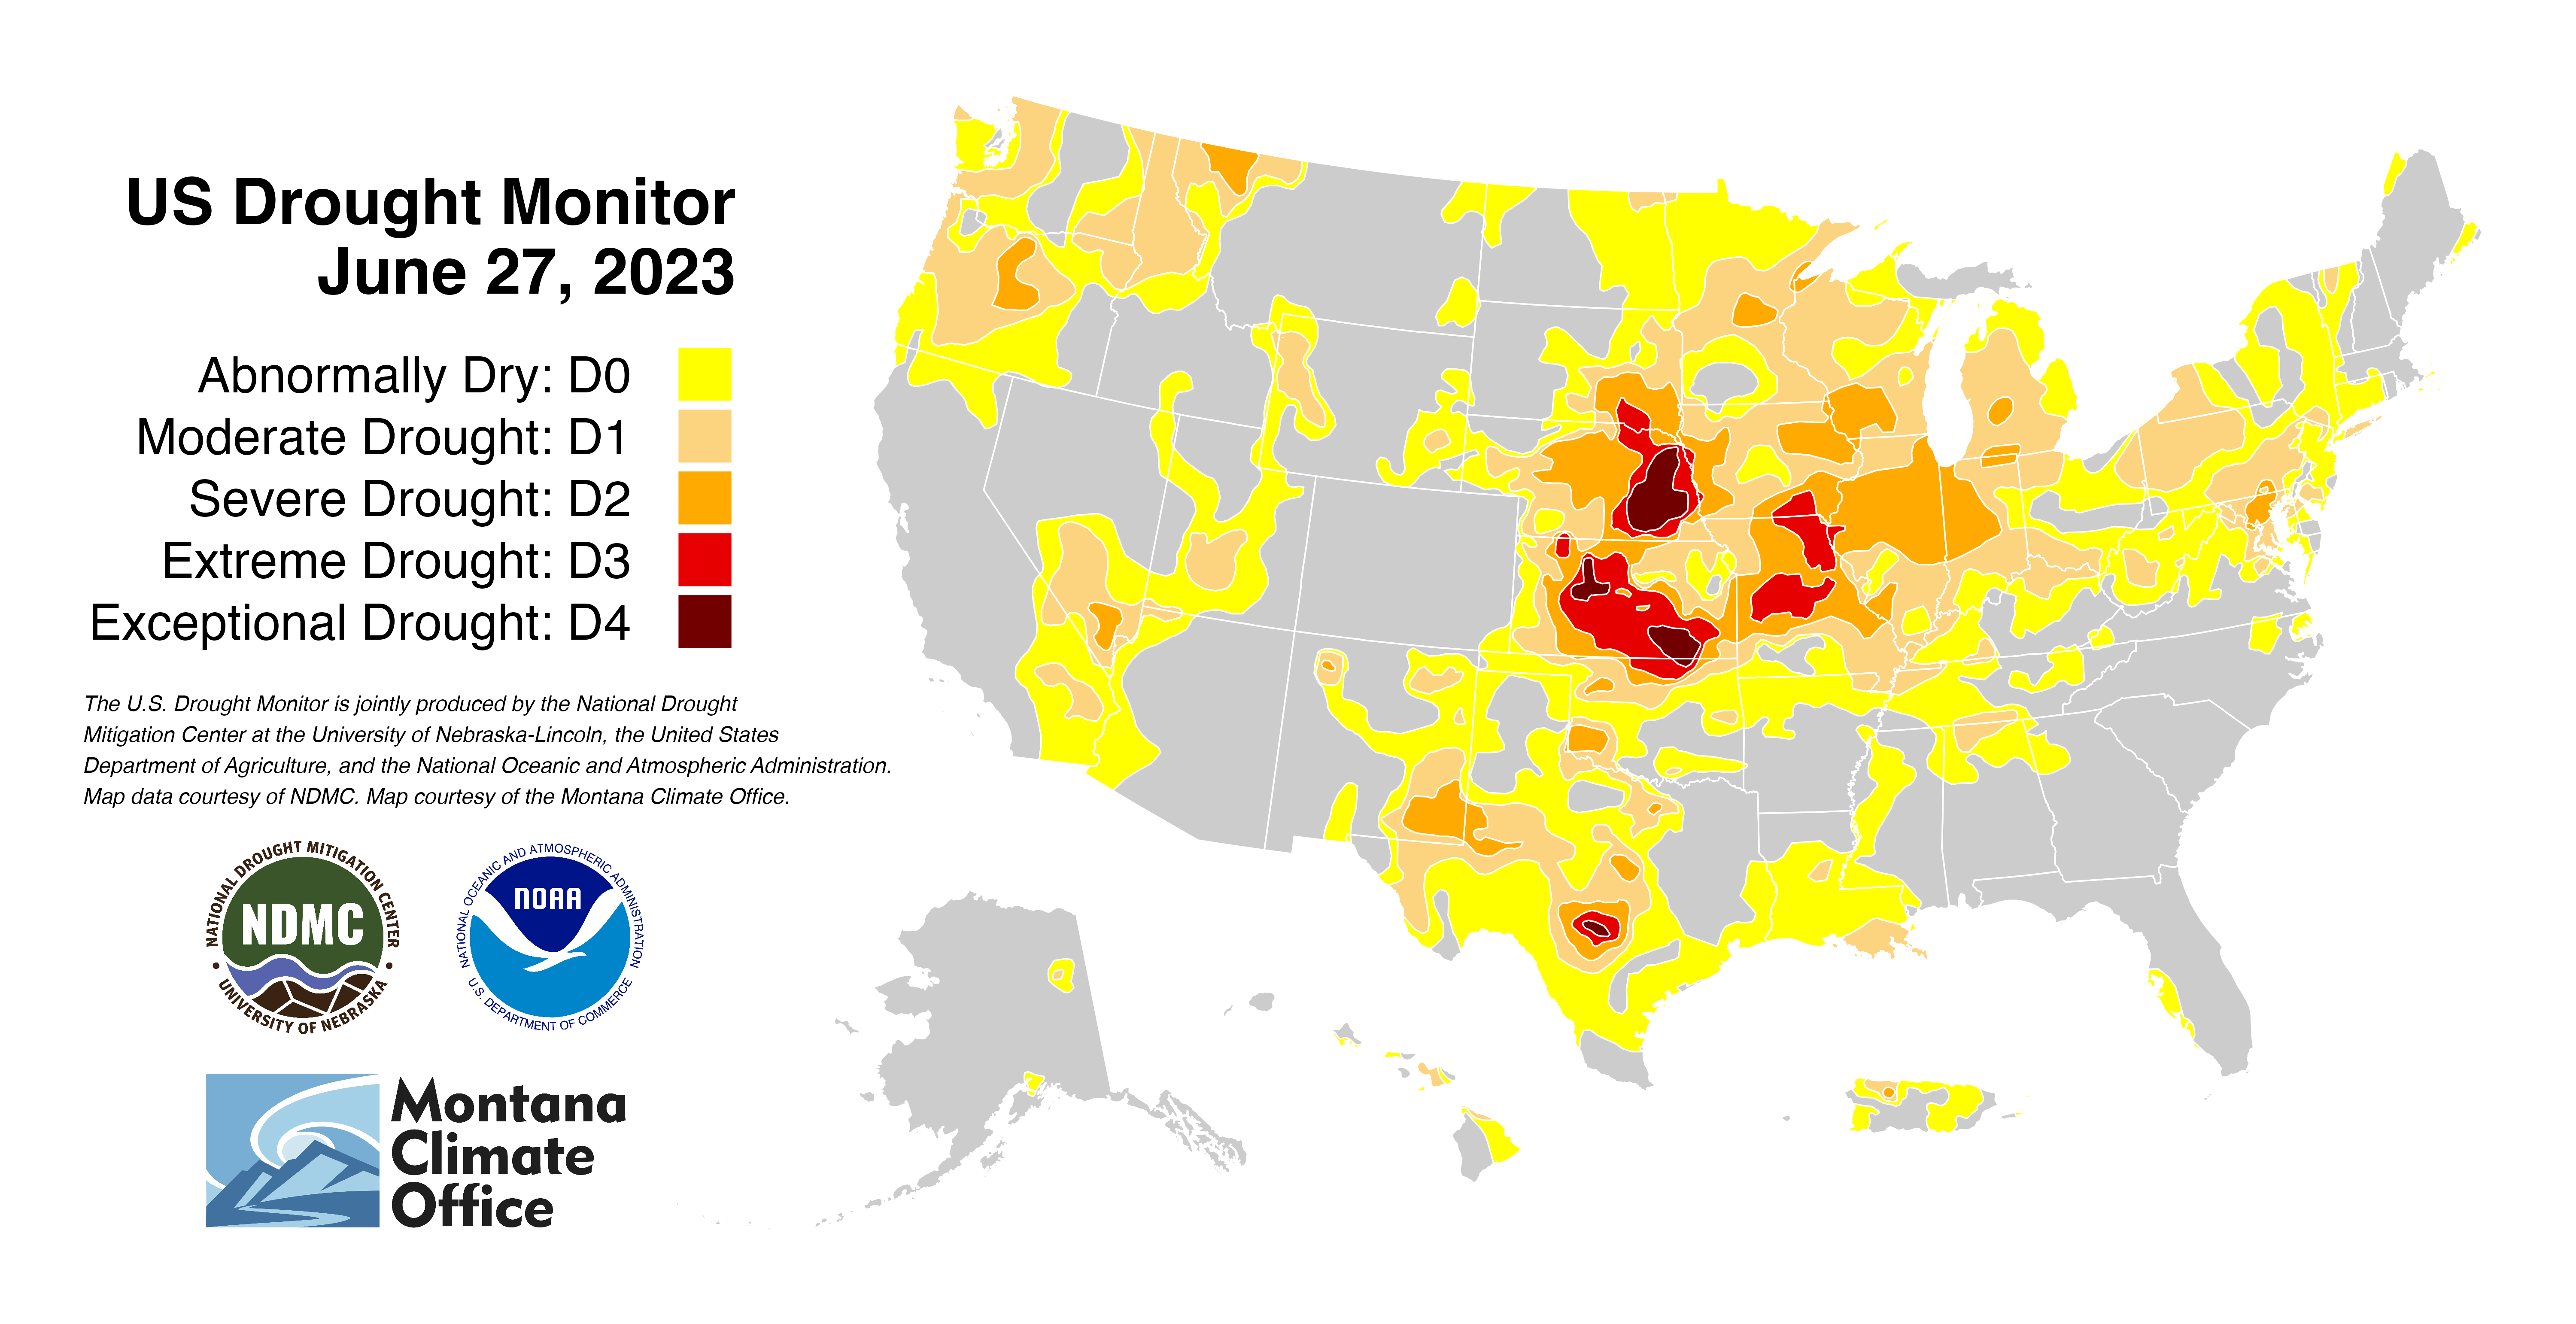 US Drought Monitor
June 27, 2023
Abnormally Dry: D0
Moderate Drought: D1
Severe Drought: D2
Extreme Drought: D3
Exceptional Drought: D4
The U.S. Drought Monitor is jointly produced by the National Drought
Mitigation Center at the University of Nebraska-Lincoln, the United States
Department of Agriculture, and the National Oceanic and Atmospheric Administration.
Map data courtesy of NDMC. Map courtesy of the Montana Climate Office.
NATIONAL DROUGHT MITIGATION CENTER
NDMC
• UNIVERSITY OF NEBRASKA •
NATIONAL OCEANIC AND ATMOSPHERIC ADMINISTRATION
NOAA
• U.S. DEPARTMENT OF COMMERCE •
Montana
Climate
Office